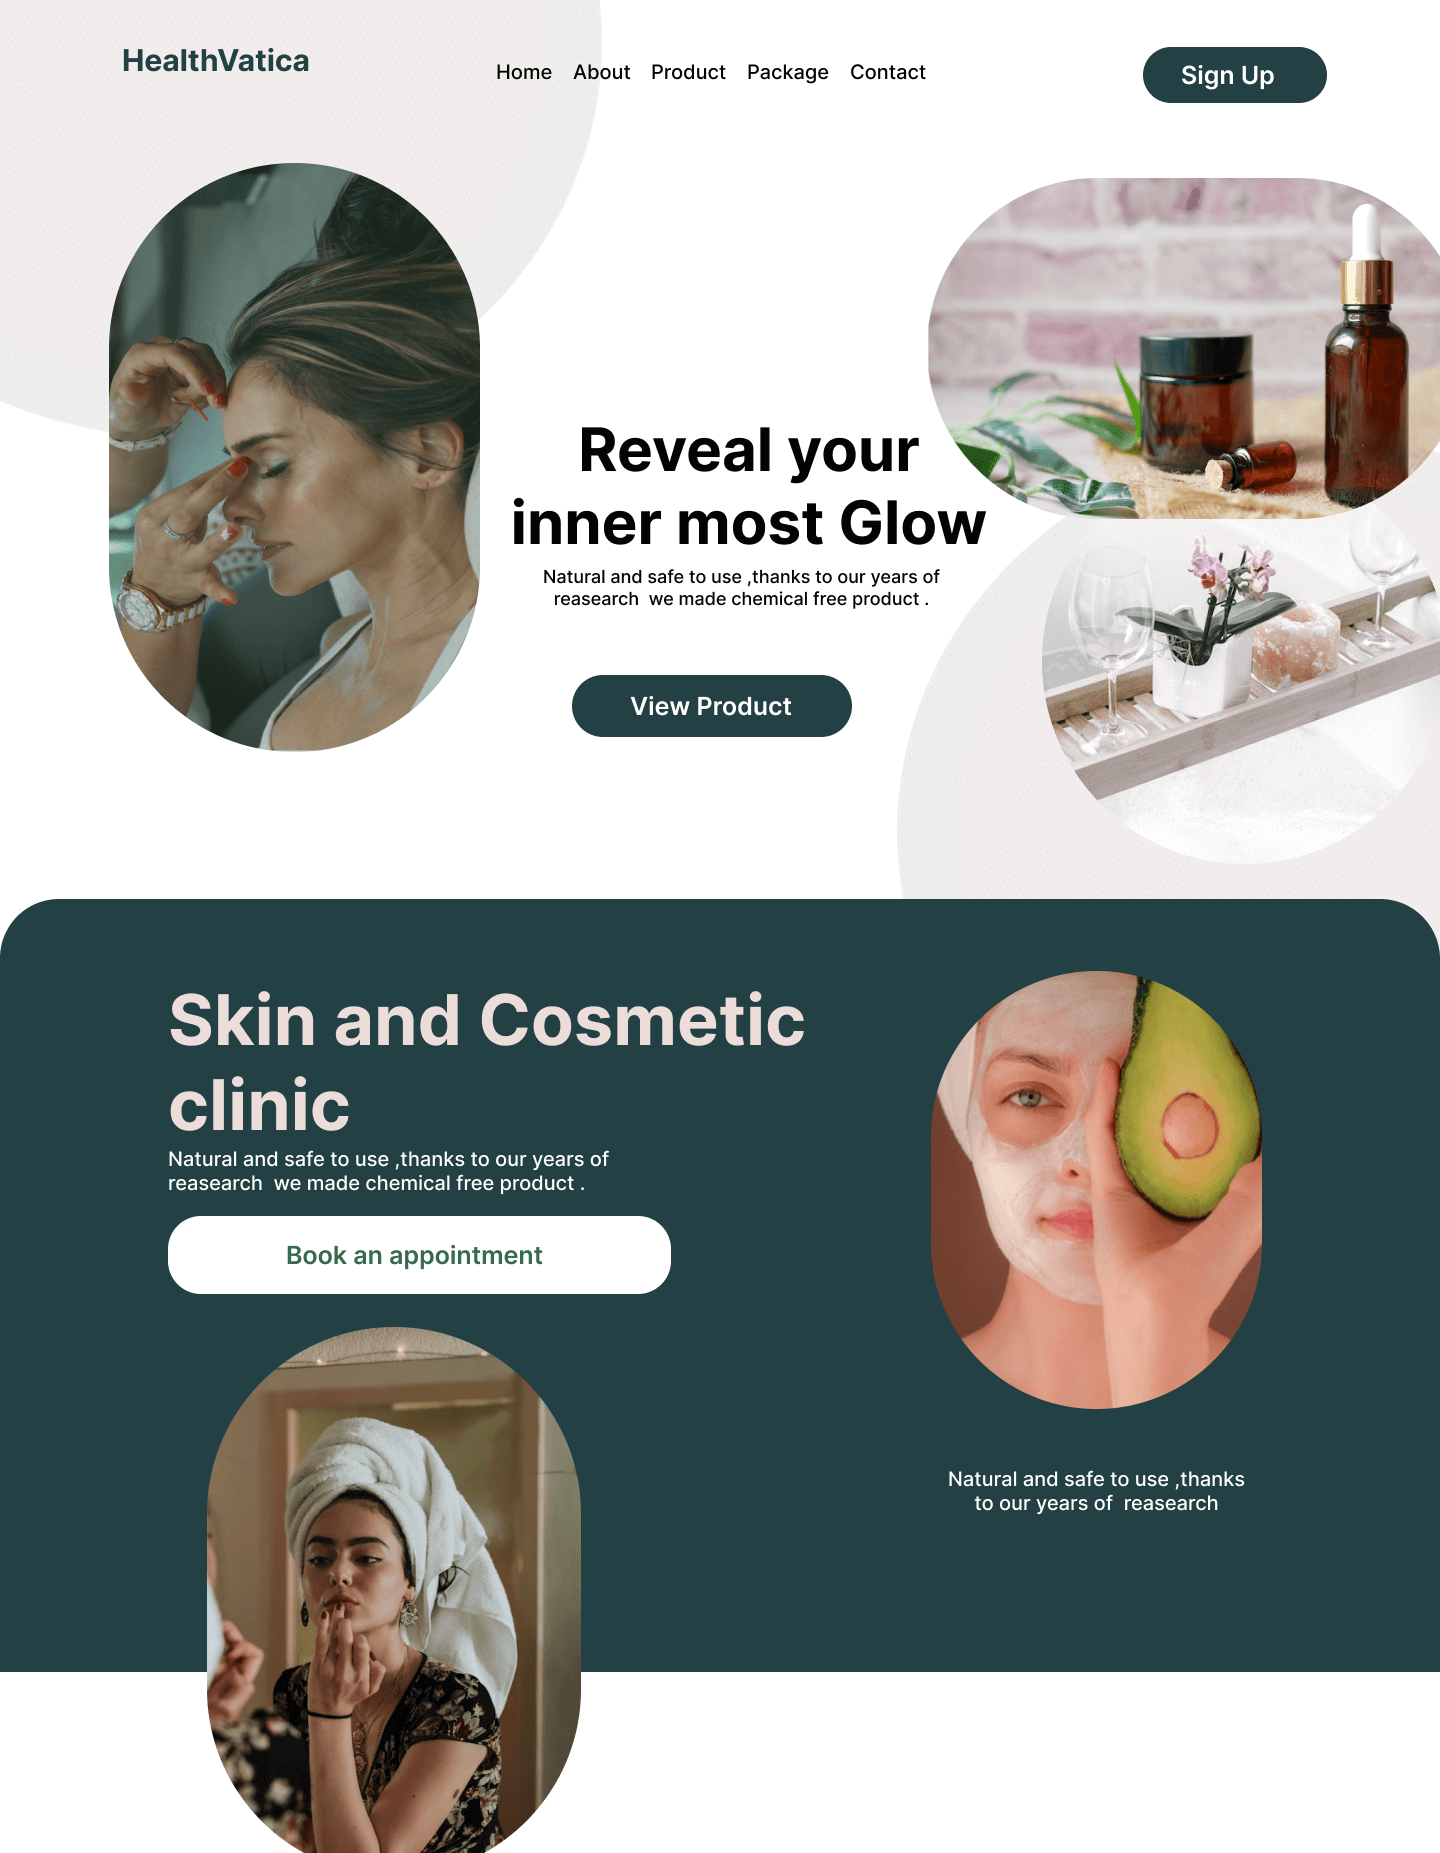 HealthVatica
Home About Product Package Contact
Sign Up
Reveal your
inner most Glow
Natural and safe to use ,thanks to our years of
reasearch  we made chemical free product .
View Product
Skin and Cosmetic
clinic
Natural and safe to use ,thanks to our years of
reasearch  we made chemical free product .
Book an appointment
Natural and safe to use ,thanks
to our years of  reasearch